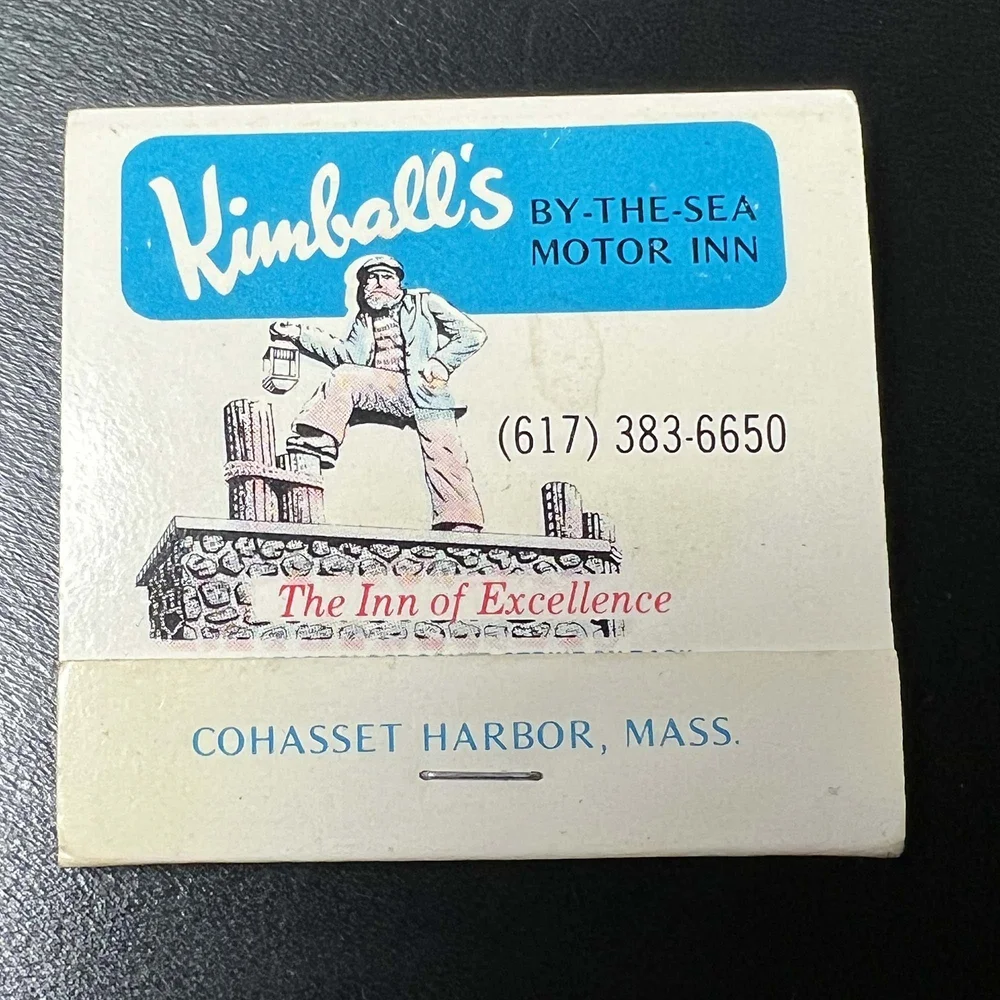 Kimball's
BY-THE-SEA
MOTOR INN
(617) 383-6650
The Inn of Excellence
COHASSET HARBOR, MASS.